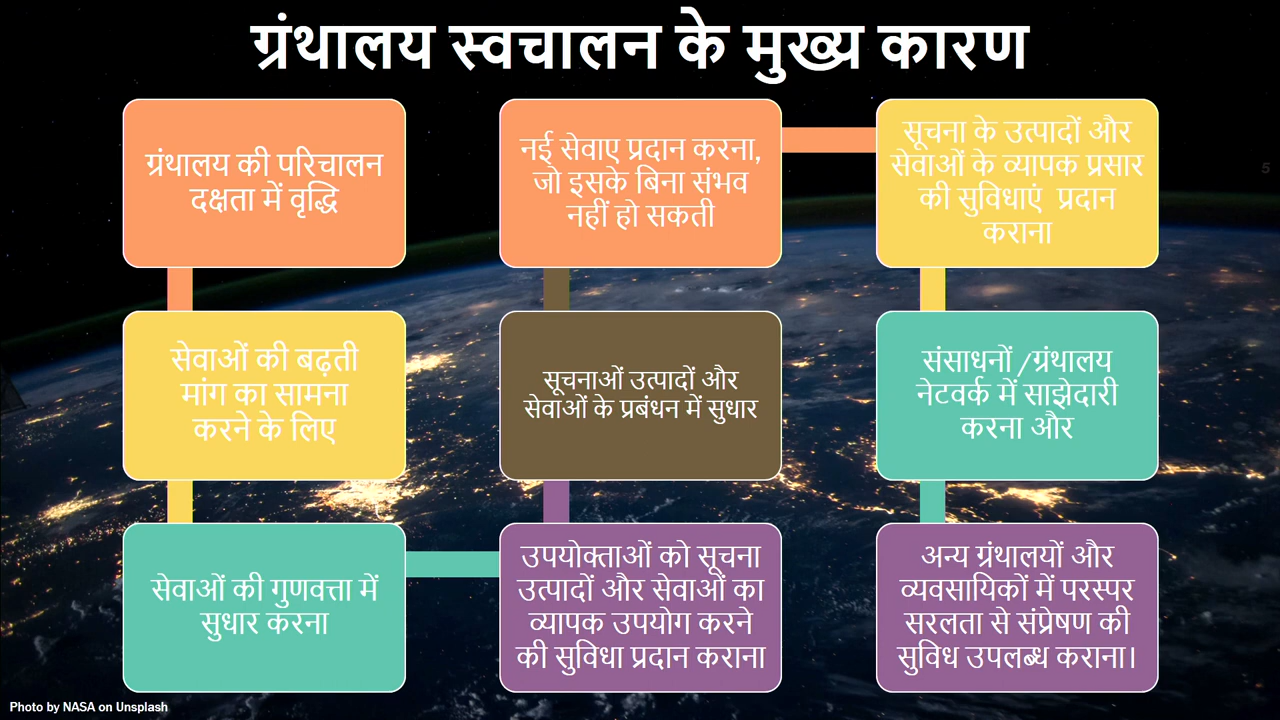 ग्रंथालय स्वचालन के मुख्य कारण
ग्रंथालय की परिचालन
दक्षता में वृद्धि
सेवाओं की बढ़ती
मांग का सामना
करने के लिए
सेवाओं की गुणवत्ता में
सुधार करना
उपयोक्ताओं को सूचना
उत्पादों और सेवाओं का
व्यापक उपयोग करने
की सुविधा प्रदान कराना
सूचनाओं उत्पादों और
सेवाओं के प्रबंधन में सुधार
नई सेवाए प्रदान करना,
जो इसके बिना संभव
नहीं हो सकती
सूचना के उत्पादों और
सेवाओं के व्यापक प्रसार
की सुविधाएं प्रदान
कराना
संसाधनों /ग्रंथालय
नेटवर्क में साझेदारी
करना और
अन्य ग्रंथालयों और
व्यवसायिकों में परस्पर
सरलता से संप्रेषण की
सुविध उपलब्ध कराना।
5
Photo by NASA on Unsplash